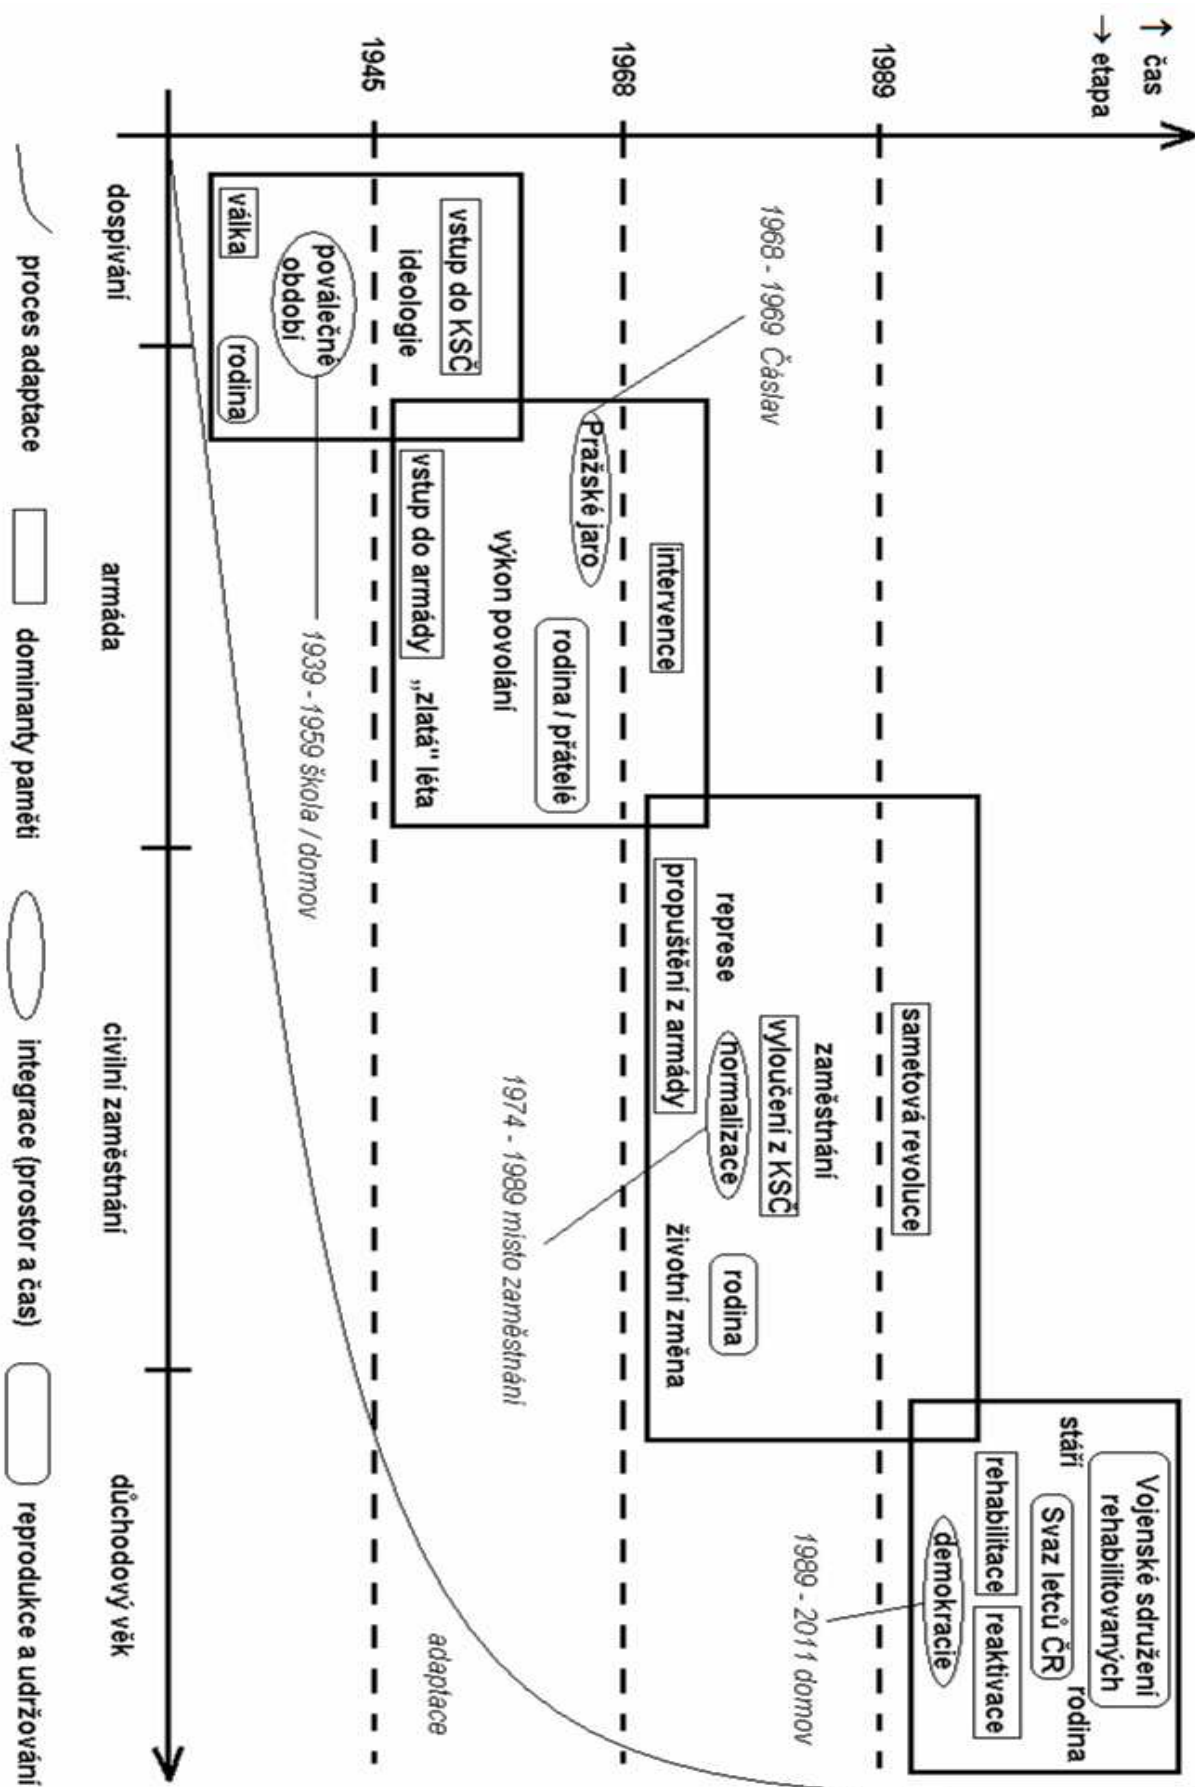 ↑ čas
→ etapa
1989
1968
1945
Vojenské sdružení
rehabilitovaných
stáří
Svaz letců ČR
rodina
rehabilitace
reaktivace
demokracie
1989 - 2011 domov
sametová revoluce
zaměstnání
vyloučení z KSČ
represe
normalizace
rodina
propuštění z armády
životní změna
1974 - 1989 místo zaměstnání
1968 - 1969 Čáslav
intervence
Pražské jaro
rodina / přátelé
výkon povolání
vstup do armády
„zlatá" léta
vstup do KSČ
ideologie
poválečné
období
válka
rodina
1939 - 1959 škola / domov
adaptace
dospívání
armáda
civilní zaměstnání
důchodový věk
proces adaptace
dominanty paměti
integrace (prostor a čas)
reprodukce a udržování